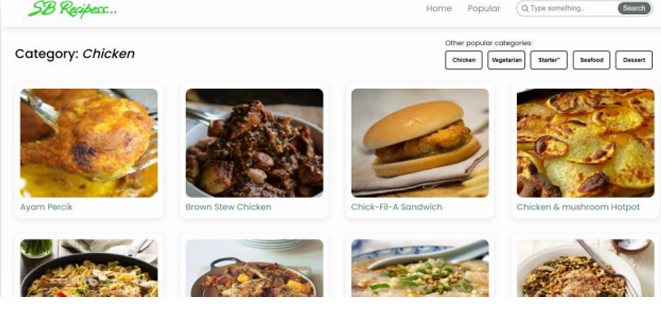 SB Recipess...
Home Popular Type something.. Search
Category: Chicken
Other popular categories:
Chicken Vegetarian Starter" Seafood Dessert
Ayam Percik Brown Stew Chicken Chick-Fil-A Sandwich Chicken & mushroom Hotpot